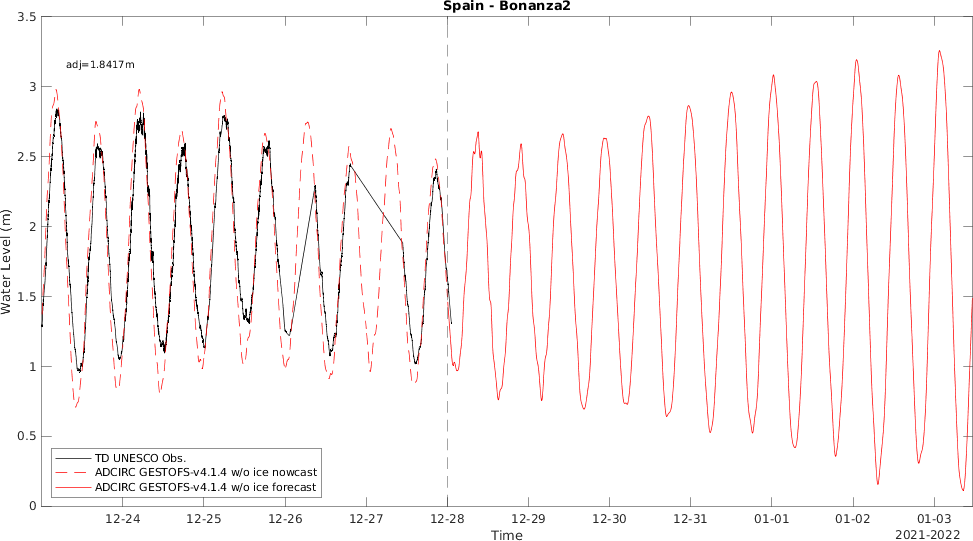 Spain - Bonanza2
adj=1.8417m
Water Level (m)
3.5
3
2.5
2
1.5
1
0.5
0
TD UNESCO Obs.
ADCIRC GESTOFS-v4.1.4 w/o ice nowcast
ADCIRC GESTOFS-v4.1.4 w/o ice forecast
12-24 12-25 12-26 12-27 12-28 12-29 12-30 12-31 01-01 01-02 01-03
Time
2021-2022